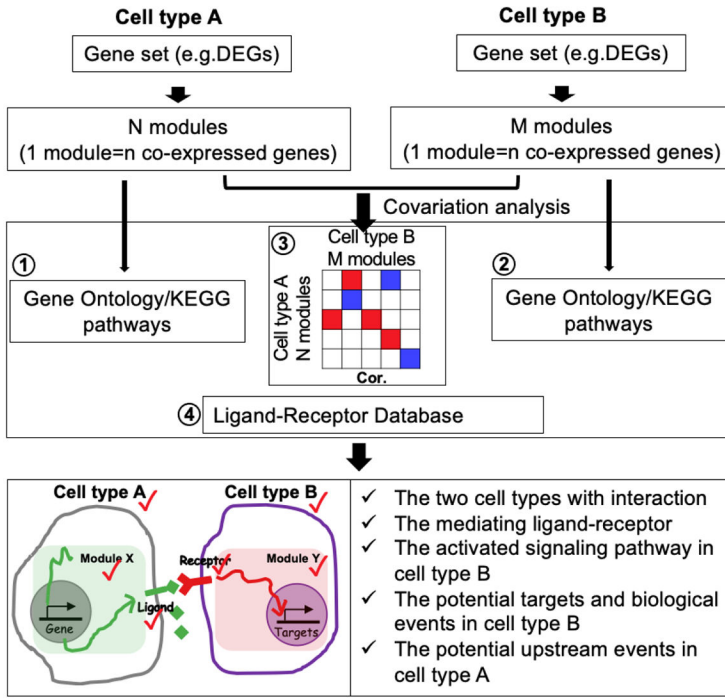 Cell type A
Cell type B
Gene set (e.g.DEGs)
Gene set (e.g.DEGs)
N modules
(1 module=n co-expressed genes)
M modules
(1 module=n co-expressed genes)
Covariation analysis
①
Gene Ontology/KEGG
pathways
③
Cell type B
M modules
Cell type A
N modules
Cor.
②
Gene Ontology/KEGG
pathways
④
Ligand-Receptor Database
Cell type A
Cell type B
Module X
Receptor
Module Y
Ligand
Gene
Targets
✓ The two cell types with interaction
✓ The mediating ligand-receptor
✓ The activated signaling pathway in
cell type B
✓ The potential targets and biological
events in cell type B
✓ The potential upstream events in
cell type A